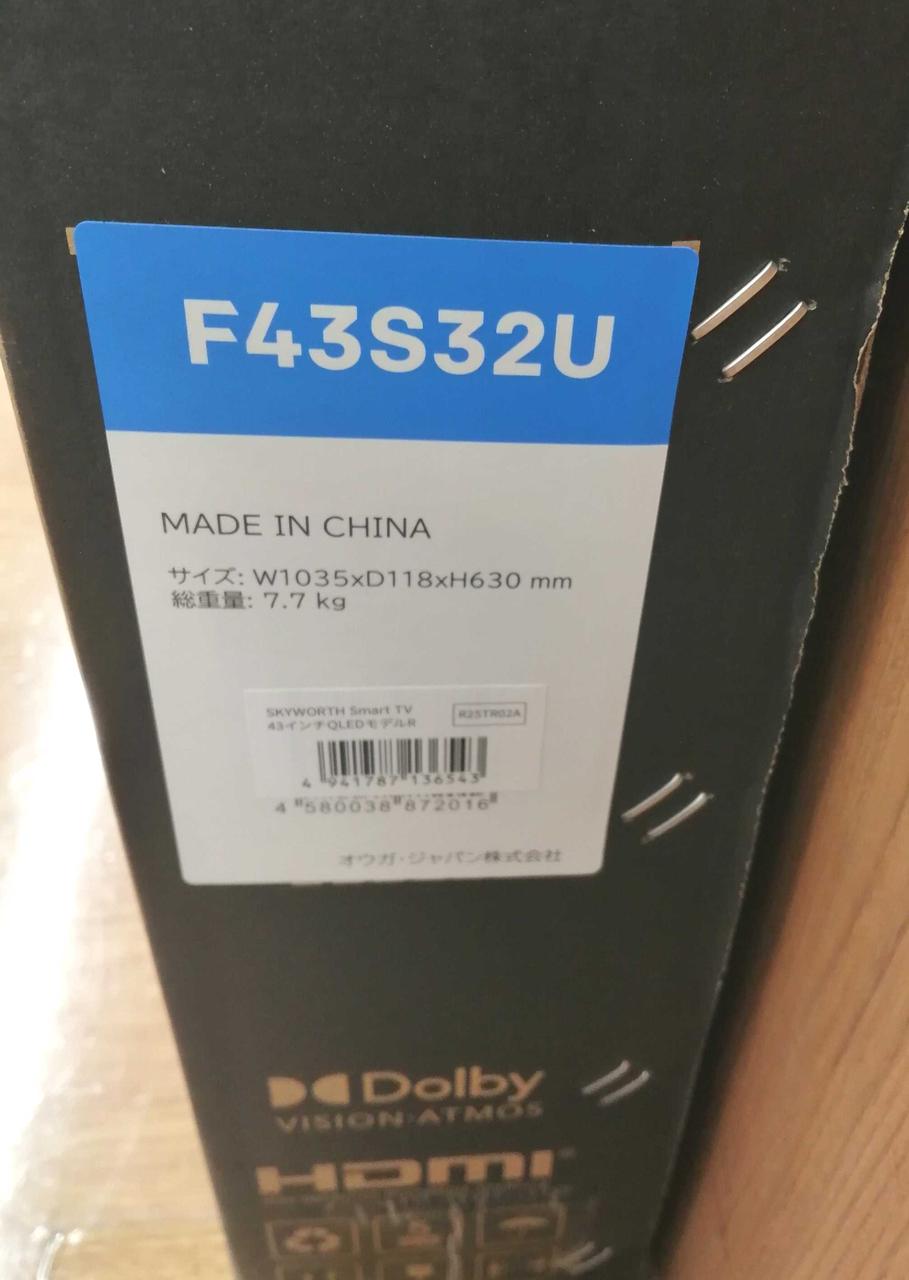 F43S32U
MADE IN CHINA
サイズ: W1035xD118xH630 mm
総重量: 7.7 kg
SKYWORTH Smart TV
43インチQLEDモデルR
R25TR02A
4 941787 136543
4 580038 872016
オウガ・ジャパン株式会社
Dolby
VISION·ATMOS
HDMI